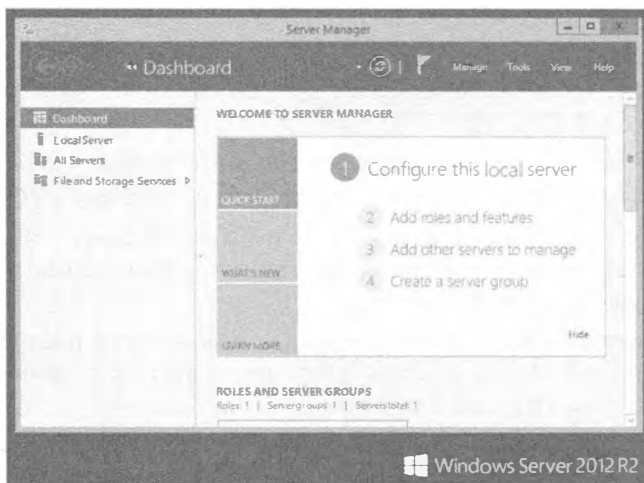 Server Manager
Dashboard
Manage Tools View Help
Dashboard
Local Server
All Servers
File and Storage Services
WELCOME TO SERVER MANAGER
QUICK START
WHAT'S NEW
LEARN MORE
1 Configure this local server
2 Add roles and features
3 Add other servers to manage
4 Create a server group
Hide
ROLES AND SERVER GROUPS
Roles: 1 | Server groups: 1 | Servers total: 1
Windows Server 2012 R2